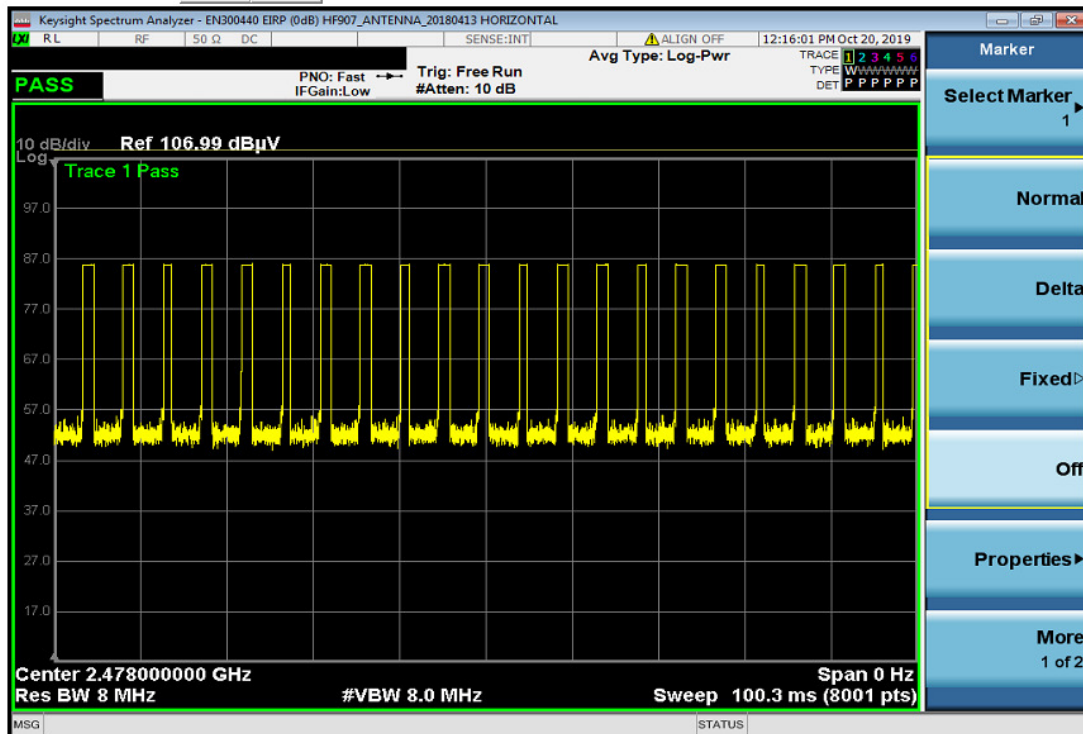 Keysight Spectrum Analyzer - EN300440 EIRP (0dB) HF907_ANTENNA_20180413 HORIZONTAL
LXI RL RF 50 Ω DC SENSE:INT ALIGN OFF 12:16:01 PM Oct 20, 2019
Avg Type: Log-Pwr
TRACE 1 2 3 4 5 6
TYPE WWWWWWW
DET P P P P P P
PASS
PNO: Fast
IFGain:Low
Trig: Free Run
#Atten: 10 dB
10 dB/div Ref 106.99 dBµV
Log
Trace 1 Pass
97.0
87.0
77.0
67.0
57.0
47.0
37.0
27.0
17.0
Center 2.478000000 GHz Span 0 Hz
Res BW 8 MHz #VBW 8.0 MHz Sweep 100.3 ms (8001 pts)
MSG STATUS
Marker
Select Marker
1
Normal
Delta
Fixed
Off
Properties
More
1 of 2